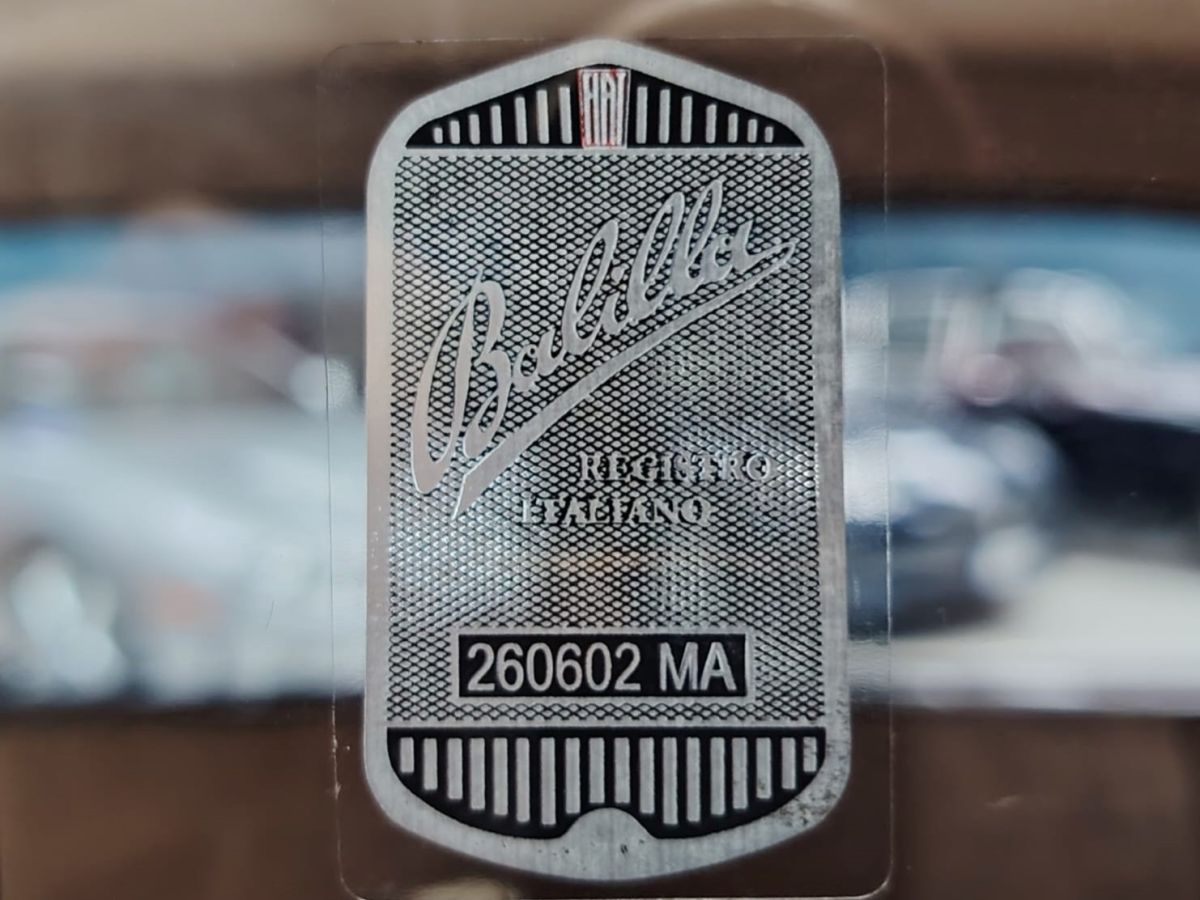 FIAT
Balilla
REGISTRO
ITALIANO
260602 MA